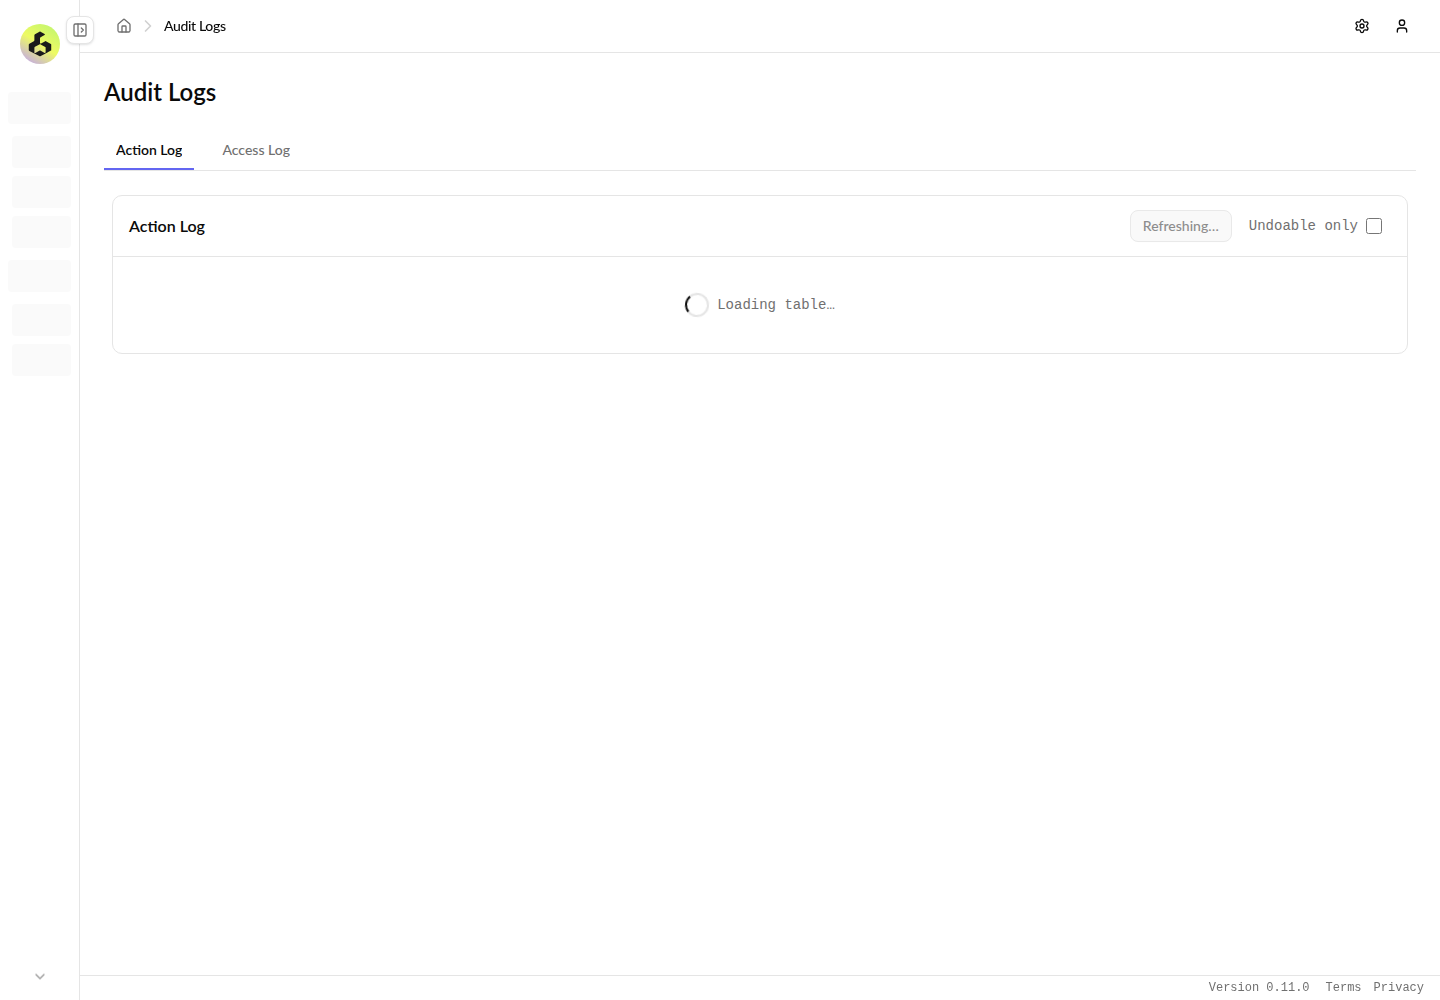 Audit Logs
Audit Logs
Action Log
Access Log
Action Log
Refreshing...
Undoable only
Loading table…
Version 0.11.0
Terms
Privacy